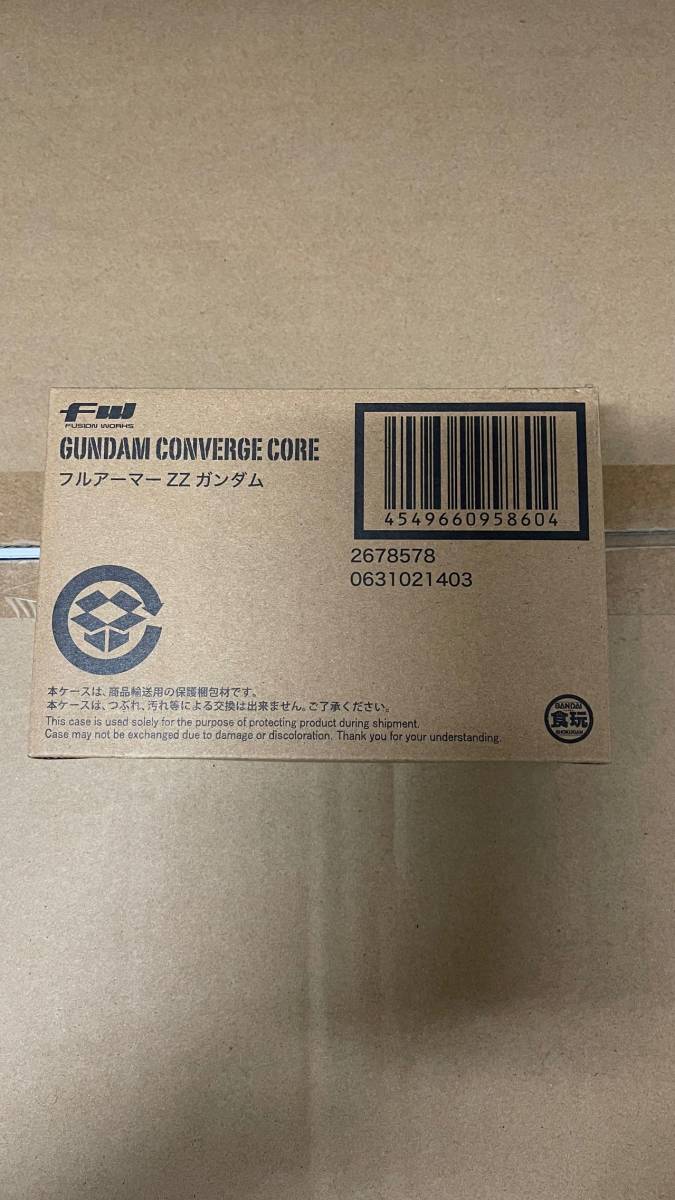 FW
FUSION WORKS
GUNDAM CONVERGE CORE
フルアーマー ZZ ガンダム
4549660958604
2678578
0631021403
本ケースは、商品輸送用の保護梱包材です。
本ケースは、つぶれ、汚れ等による交換は出来ません。ご了承ください。
This case is used solely for the purpose of protecting product during shipment.
Case may not be exchanged due to damage or discoloration. Thank you for your understanding.
BANDAI
食玩
SHOKUGAN